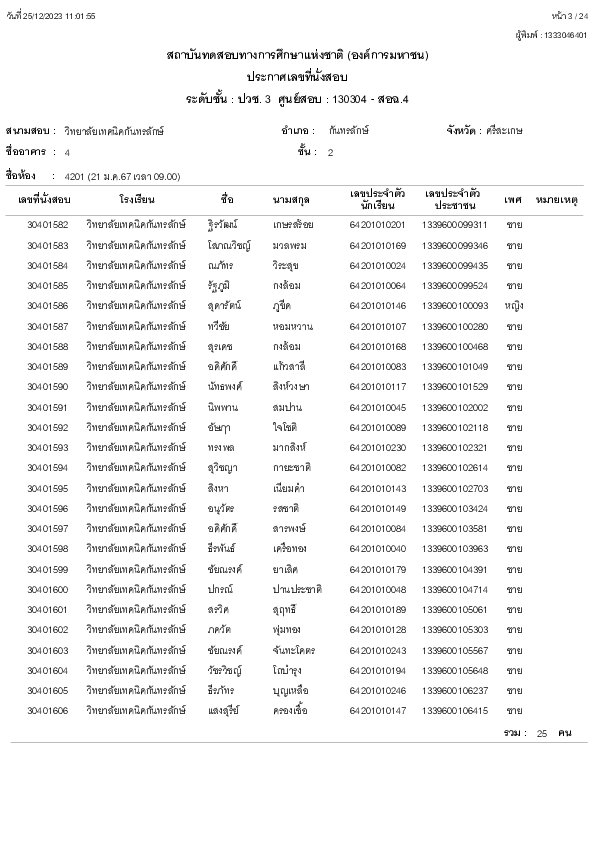 วันที่ 25/12/2023 11:01:55 หน้า 3 / 24
ผู้พิมพ์ : 1333046401
สถาบันทดสอบทางการศึกษาแห่งชาติ (องค์การมหาชน)
ประกาศเลขที่นั่งสอบ
ระดับชั้น : ปวช. 3 ศูนย์สอบ : 130304 - สอฉ.4
สนามสอบ : วิทยาลัยเทคนิคกันทรลักษ์ อำเภอ : กันทรลักษ์ จังหวัด : ศรีสะเกษ
ชื่ออาคาร : 4 ชั้น : 2
ชื่อห้อง : 4201 (21 ม.ค.67 เวลา 09.00)
เลขที่นั่งสอบ โรงเรียน ชื่อ นามสกุล เลขประจำตัวนักเรียน เลขประจำตัวประชาชน เพศ หมายเหตุ
30401582 วิทยาลัยเทคนิคกันทรลักษ์ ฐิรวัฒน์ เกษรสร้อย 64201010201 1339600099311 ชาย
30401583 วิทยาลัยเทคนิคกันทรลักษ์ โสภณวิชญ์ มวลพรม 64201010169 1339600099346 ชาย
30401584 วิทยาลัยเทคนิคกันทรลักษ์ ณภัทร วิระสุข 64201010024 1339600099435 ชาย
30401585 วิทยาลัยเทคนิคกันทรลักษ์ รัฐภูมิ กงล้อม 64201010064 1339600099524 ชาย
30401586 วิทยาลัยเทคนิคกันทรลักษ์ สุดารัตน์ ภูขีด 64201010146 1339600100093 หญิง
30401587 วิทยาลัยเทคนิคกันทรลักษ์ ทวีชัย หอมหวาน 64201010107 1339600100280 ชาย
30401588 วิทยาลัยเทคนิคกันทรลักษ์ สุรเดช กงล้อม 64201010168 1339600100468 ชาย
30401589 วิทยาลัยเทคนิคกันทรลักษ์ อดิศักดิ์ แก้วสาลี 64201010083 1339600101049 ชาย
30401590 วิทยาลัยเทคนิคกันทรลักษ์ นัทธพงศ์ สิงห์วงษา 64201010117 1339600101529 ชาย
30401591 วิทยาลัยเทคนิคกันทรลักษ์ นิพพาน สมปาน 64201010045 1339600102002 ชาย
30401592 วิทยาลัยเทคนิคกันทรลักษ์ อัษฎา ใจโชติ 64201010089 1339600102118 ชาย
30401593 วิทยาลัยเทคนิคกันทรลักษ์ ทรงพล มากสิงห์ 64201010230 1339600102321 ชาย
30401594 วิทยาลัยเทคนิคกันทรลักษ์ สุวิชญา กายะชาติ 64201010082 1339600102614 ชาย
30401595 วิทยาลัยเทคนิคกันทรลักษ์ สิงหา เนียมคำ 64201010143 1339600102703 ชาย
30401596 วิทยาลัยเทคนิคกันทรลักษ์ อนุวัตร รสชาติ 64201010149 1339600103424 ชาย
30401597 วิทยาลัยเทคนิคกันทรลักษ์ อดิศักดิ์ สารพงษ์ 64201010084 1339600103581 ชาย
30401598 วิทยาลัยเทคนิคกันทรลักษ์ ธีรพันธ์ เครือทอง 64201010040 1339600103963 ชาย
30401599 วิทยาลัยเทคนิคกันทรลักษ์ ชัยณรงค์ ยาเลิศ 64201010179 1339600104391 ชาย
30401600 วิทยาลัยเทคนิคกันทรลักษ์ ปกรณ์ ปานประชาติ 64201010048 1339600104714 ชาย
30401601 วิทยาลัยเทคนิคกันทรลักษ์ สรวิศ สุฤทธิ์ 64201010189 1339600105061 ชาย
30401602 วิทยาลัยเทคนิคกันทรลักษ์ ภควัต พุ่มทอง 64201010128 1339600105303 ชาย
30401603 วิทยาลัยเทคนิคกันทรลักษ์ ชัยณรงค์ จันทะโคตร 64201010243 1339600105567 ชาย
30401604 วิทยาลัยเทคนิคกันทรลักษ์ วัชรวิชญ์ โถบำรุง 64201010194 1339600105648 ชาย
30401605 วิทยาลัยเทคนิคกันทรลักษ์ ธีรภัทร บุญเหลือ 64201010246 1339600106237 ชาย
30401606 วิทยาลัยเทคนิคกันทรลักษ์ แสงสุรีย์ ครองเชื้อ 64201010147 1339600106415 ชาย
รวม : 25 คน